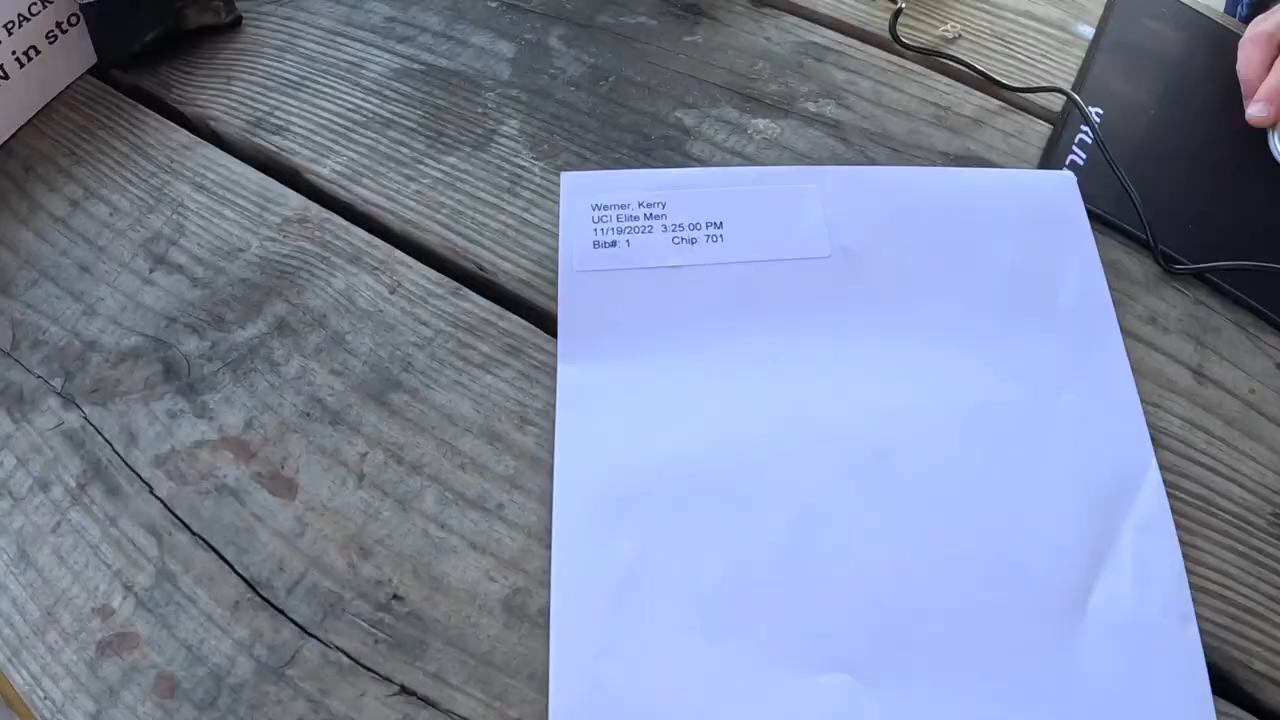 PACK
N in sto
Werner, Kerry
UCI Elite Men
11/19/2022 3:25:00 PM
Bib#: 1 Chip: 701